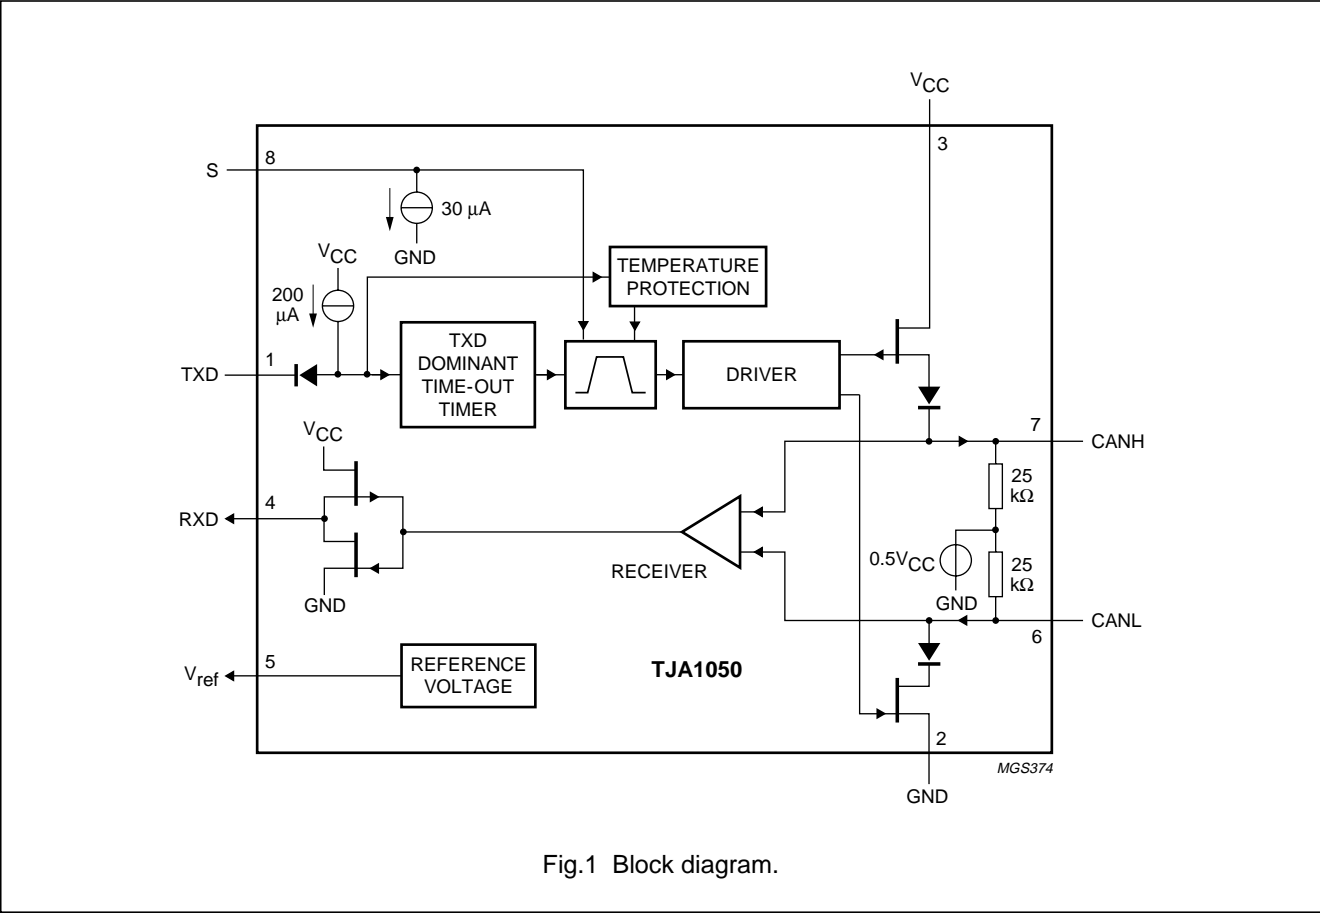 VCC
3
8
S
30 µA
GND
VCC
200
µA
TEMPERATURE
PROTECTION
1
TXD
TXD
DOMINANT
TIME-OUT
TIMER
DRIVER
VCC
7
CANH
25
kΩ
4
RXD
RECEIVER
0.5VCC
GND
25
kΩ
GND
CANL
6
5
Vref
REFERENCE
VOLTAGE
TJA1050
2
MGS374
GND
Fig.1 Block diagram.